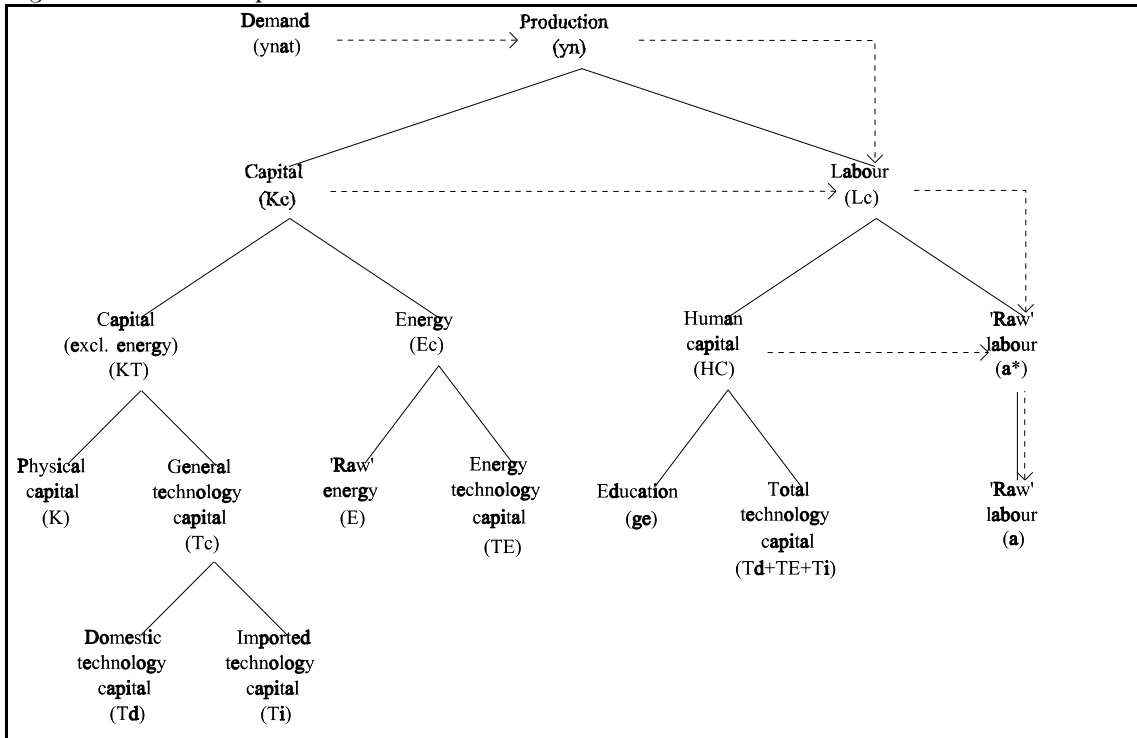 Demand
(ynat)
Production
(yn)
Capital
(Kc)
Labour
(Lc)
Capital
(excl. energy)
(KT)
Energy
(Ec)
Human
capital
(HC)
'Raw'
labour
(a*)
Physical
capital
(K)
General
technology
capital
(Tc)
'Raw'
energy
(E)
Energy
technology
capital
(TE)
Education
(ge)
Total
technology
capital
(Td+TE+Ti)
'Raw'
labour
(a)
Domestic
technology
capital
(Td)
Imported
technology
capital
(Ti)